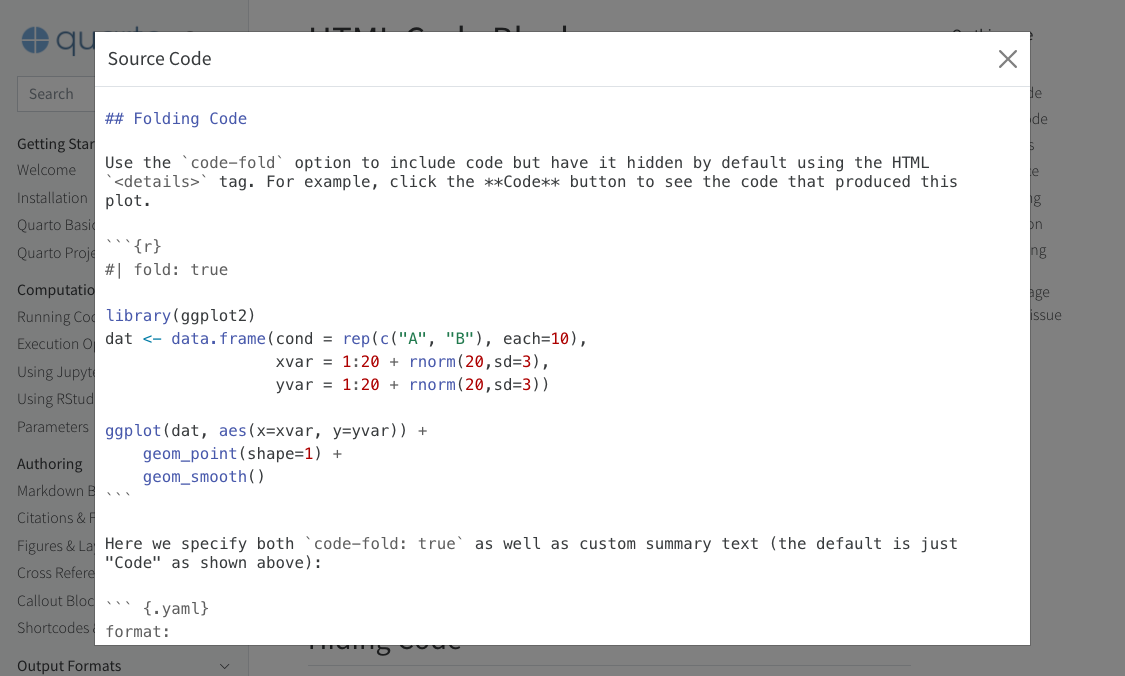 HTML Code Bl
Search
Source Code
Getting Star
Welcome
Installation
Quarto Basi
Quarto Proje
Computatio
Running Co
Execution O
Using Jupyt
Using RStud
Parameters
Authoring
Markdown B
Citations & F
Figures & La
Cross Refere
Callout Bloc
Shortcodes
Output Formats
## Folding Code
Use the `code-fold` option to include code but have it hidden by default using the HTML
`<details>` tag. For example, click the **Code** button to see the code that produced this
plot.
```{r}
#| fold: true
library(ggplot2)
dat <- data.frame(cond = rep(c("A", "B"), each=10),
xvar = 1:20 + rnorm(20,sd=3),
yvar = 1:20 + rnorm(20,sd=3))
ggplot(dat, aes(x=xvar, y=yvar)) +
geom_point(shape=1) +
geom_smooth()
```
Here we specify both `code-fold: true` as well as custom summary text (the default is just
"Code" as shown above):
``` {.yaml}
format:
Hiding Code
de
ode
s
te
ng
on
ng
age
issue